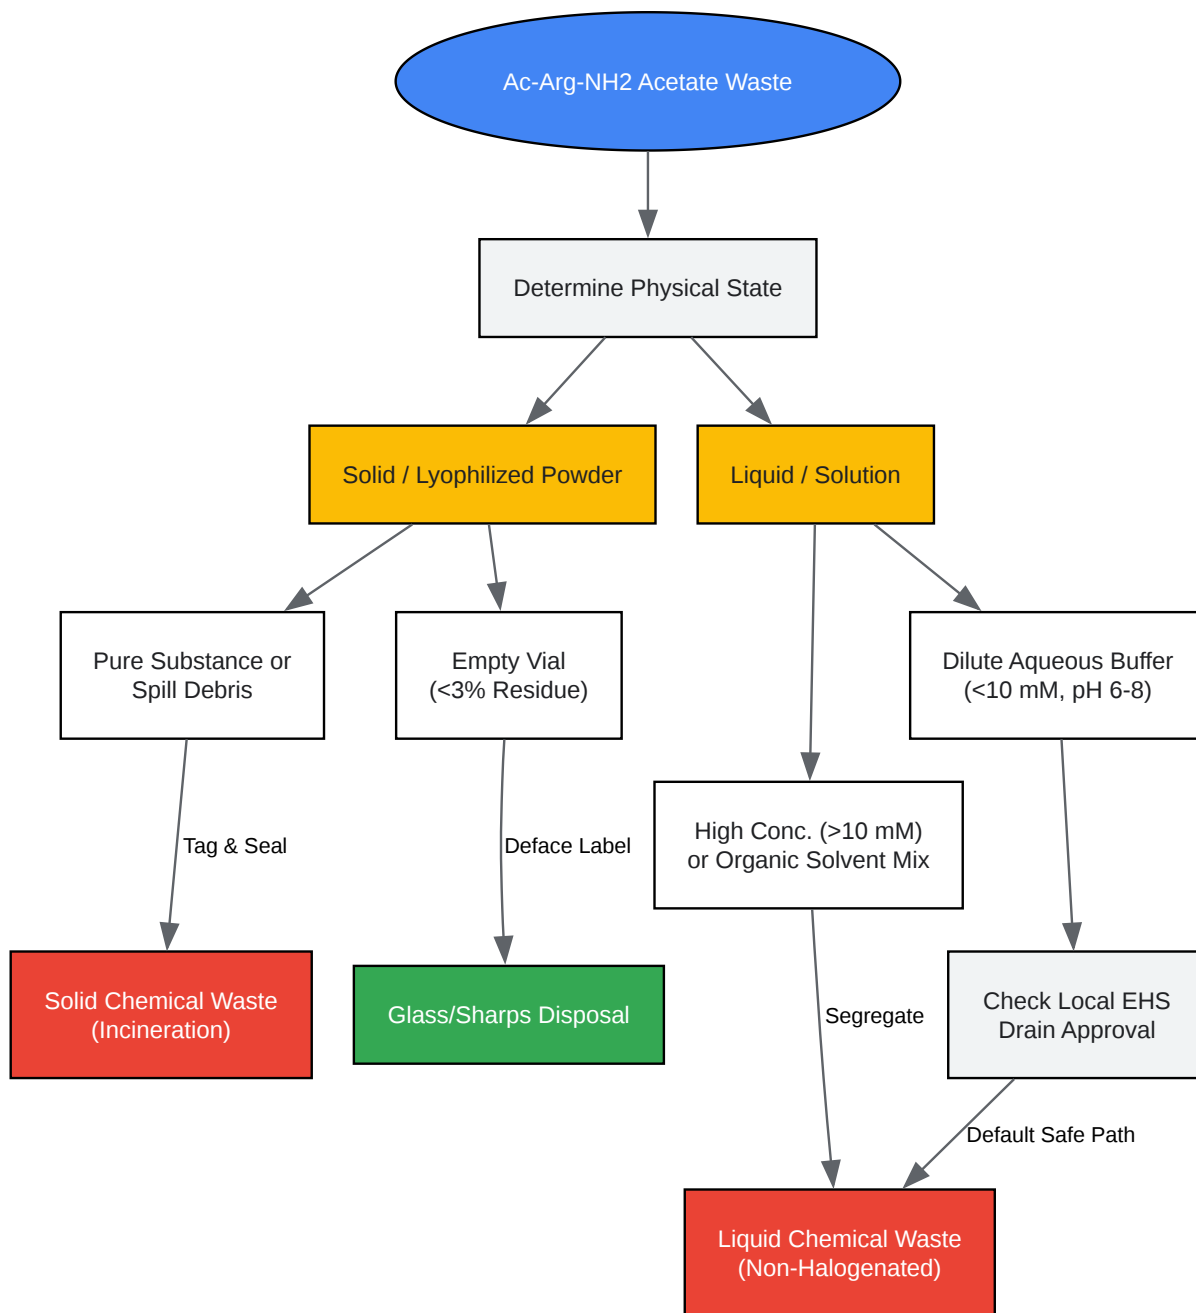 Ac-Arg-NH2 Acetate Waste
Determine Physical State
Solid / Lyophilized Powder
Liquid / Solution
Pure Substance or
Spill Debris
Empty Vial
(<3% Residue)
Dilute Aqueous Buffer
(<10 mM, pH 6-8)
High Conc. (>10 mM)
or Organic Solvent Mix
Tag & Seal
Deface Label
Solid Chemical Waste
(Incineration)
Glass/Sharps Disposal
Segregate
Check Local EHS
Drain Approval
Default Safe Path
Liquid Chemical Waste
(Non-Halogenated)